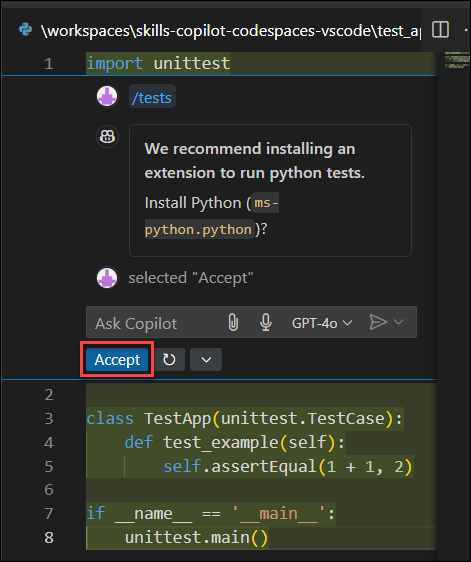 \workspaces\skills-copilot-codespaces-vscode\test_ap
1 import unittest
/tests
We recommend installing an
extension to run python tests.
Install Python (ms-
python.python)?
selected "Accept"
Ask Copilot GPT-4o
Accept
2
3 class TestApp(unittest.TestCase):
4     def test_example(self):
5         self.assertEqual(1 + 1, 2)
6
7 if __name__ == '__main__':
8     unittest.main()